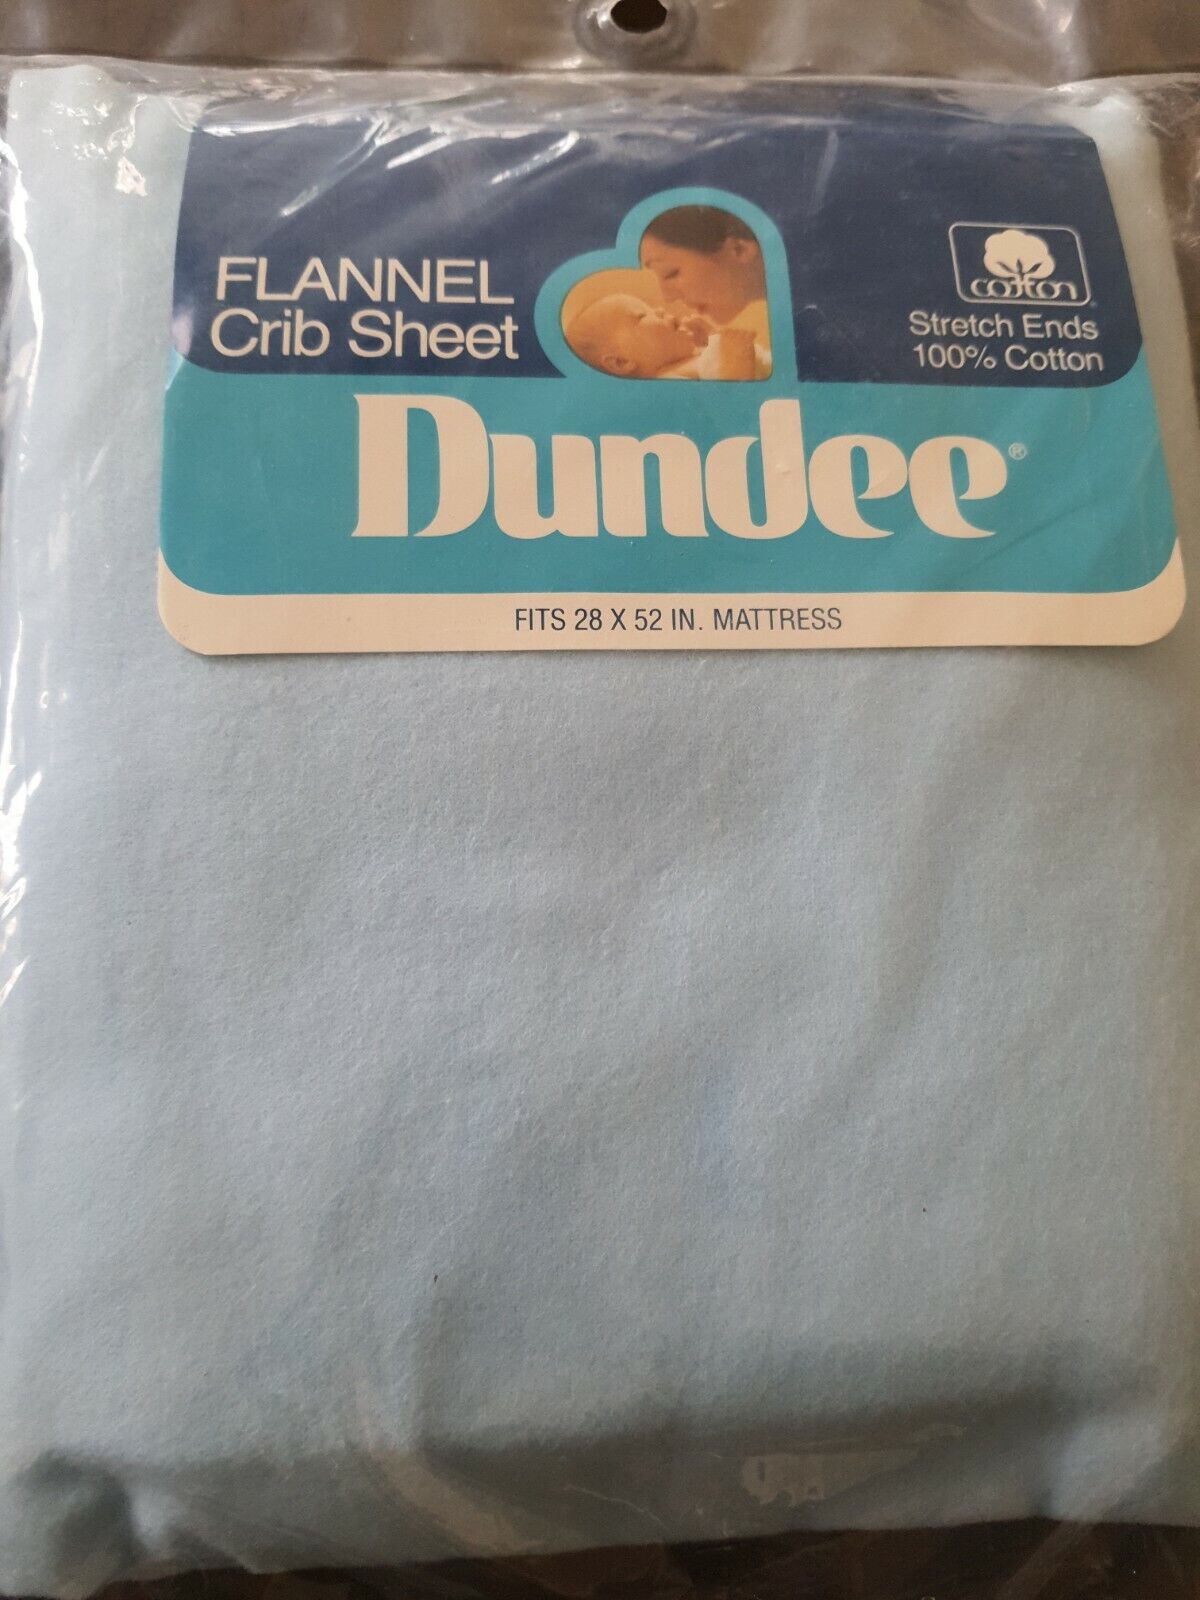 FLANNEL
Crib Sheet
cotton®
Stretch Ends
100% Cotton
Dundee®
FITS 28 X 52 IN. MATTRESS